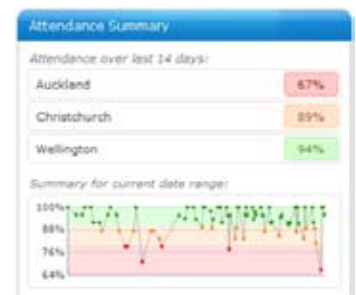 Attendance Summary
Attendance over last 14 days:
Auckland 67%
Christchurch 89%
Wellington 94%
Summary for current date range:
100%
88%
76%
64%